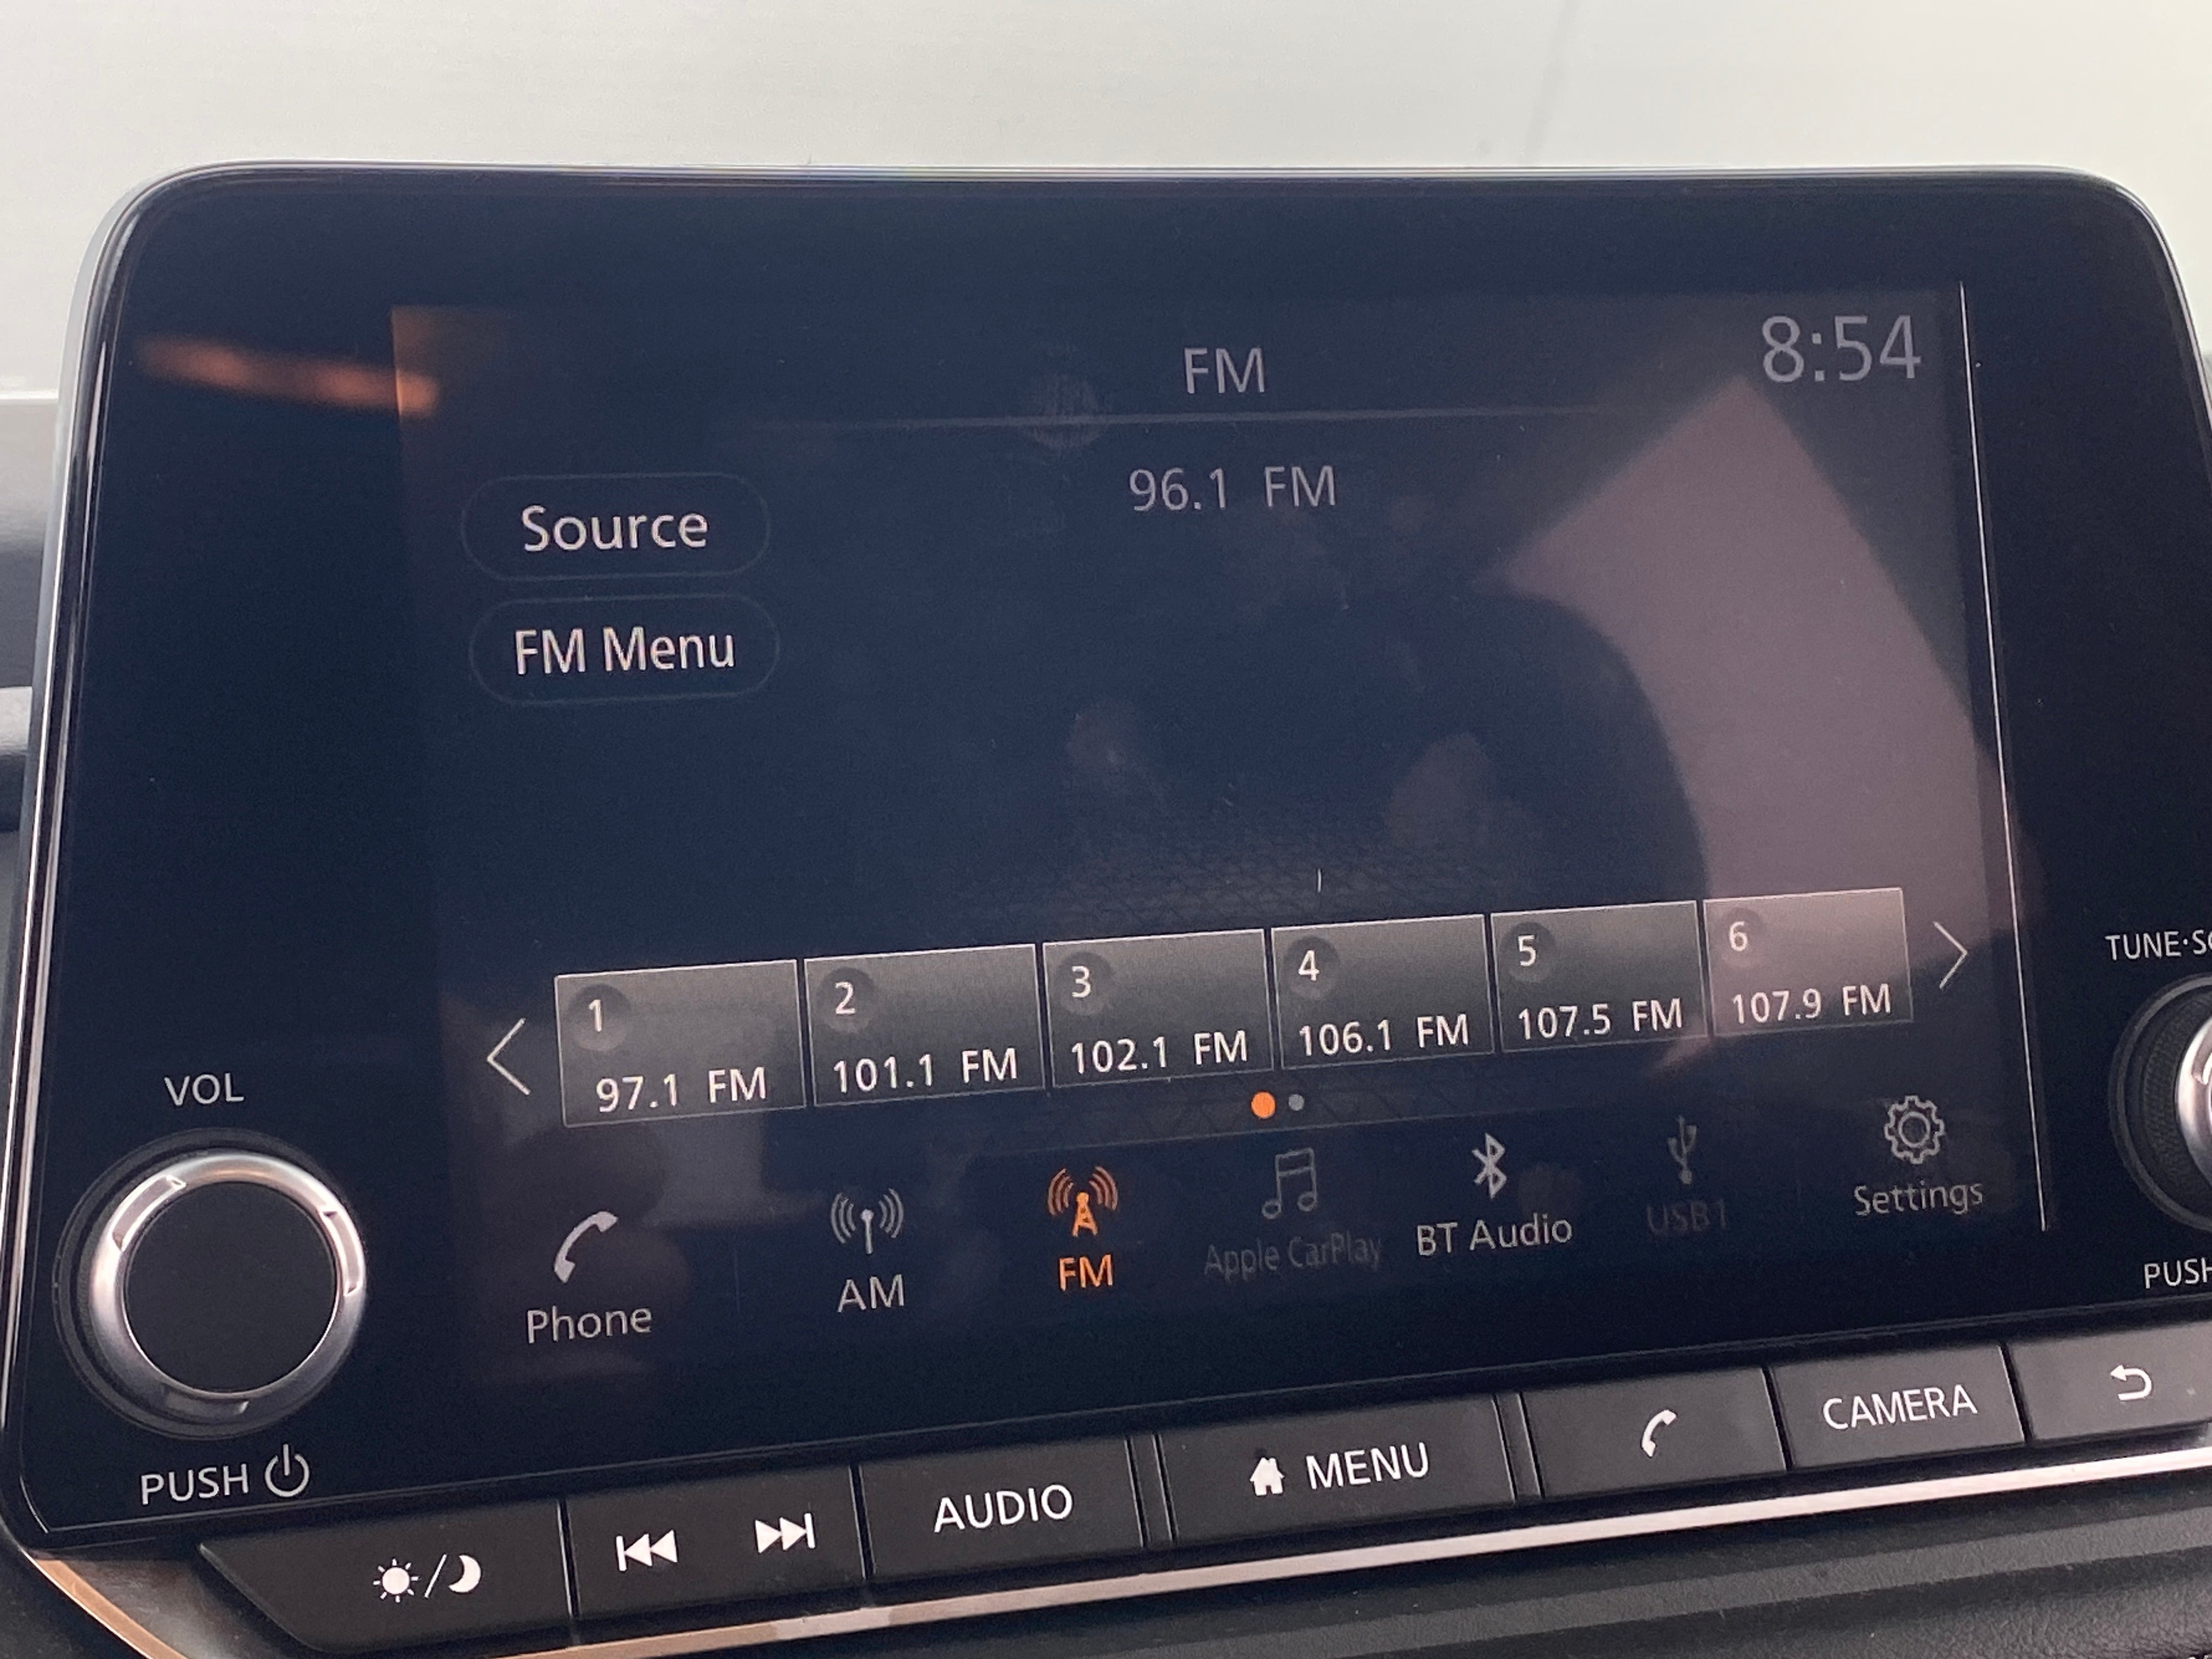 FM
8:54
96.1 FM
Source
FM Menu
1
97.1 FM
2
101.1 FM
3
102.1 FM
4
106.1 FM
5
107.5 FM
6
107.9 FM
Phone
AM
FM
Apple CarPlay
BT Audio
USB1
Settings
VOL
PUSH
PUSH
AUDIO
MENU
CAMERA